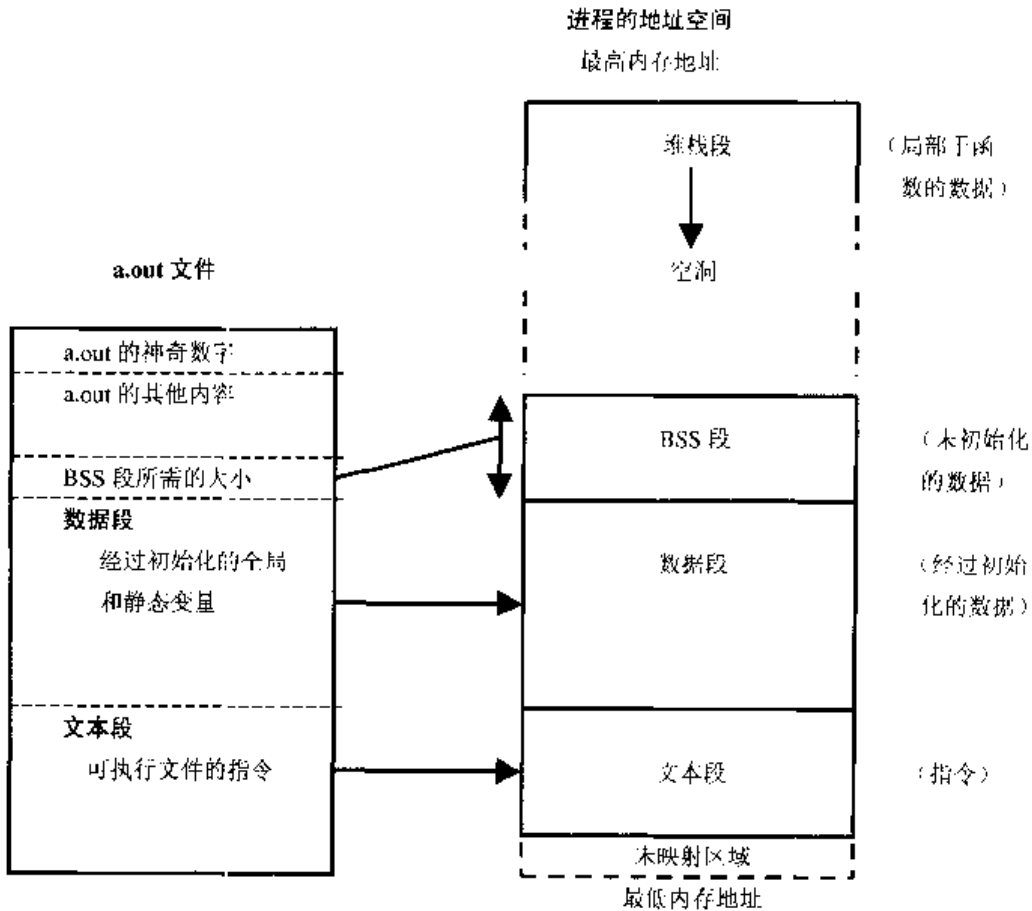 进程的地址空间
最高内存地址
堆栈段
（局部于函
数的数据）
空洞
a.out 文件
a.out 的神奇数字
a.out 的其他内容
BSS 段所需的大小
数据段
经过初始化的全局
和静态变量
文本段
可执行文件的指令
BSS 段
（未初始化
的数据）
数据段
（经过初始
化的数据）
文本段
（指令）
未映射区域
最低内存地址